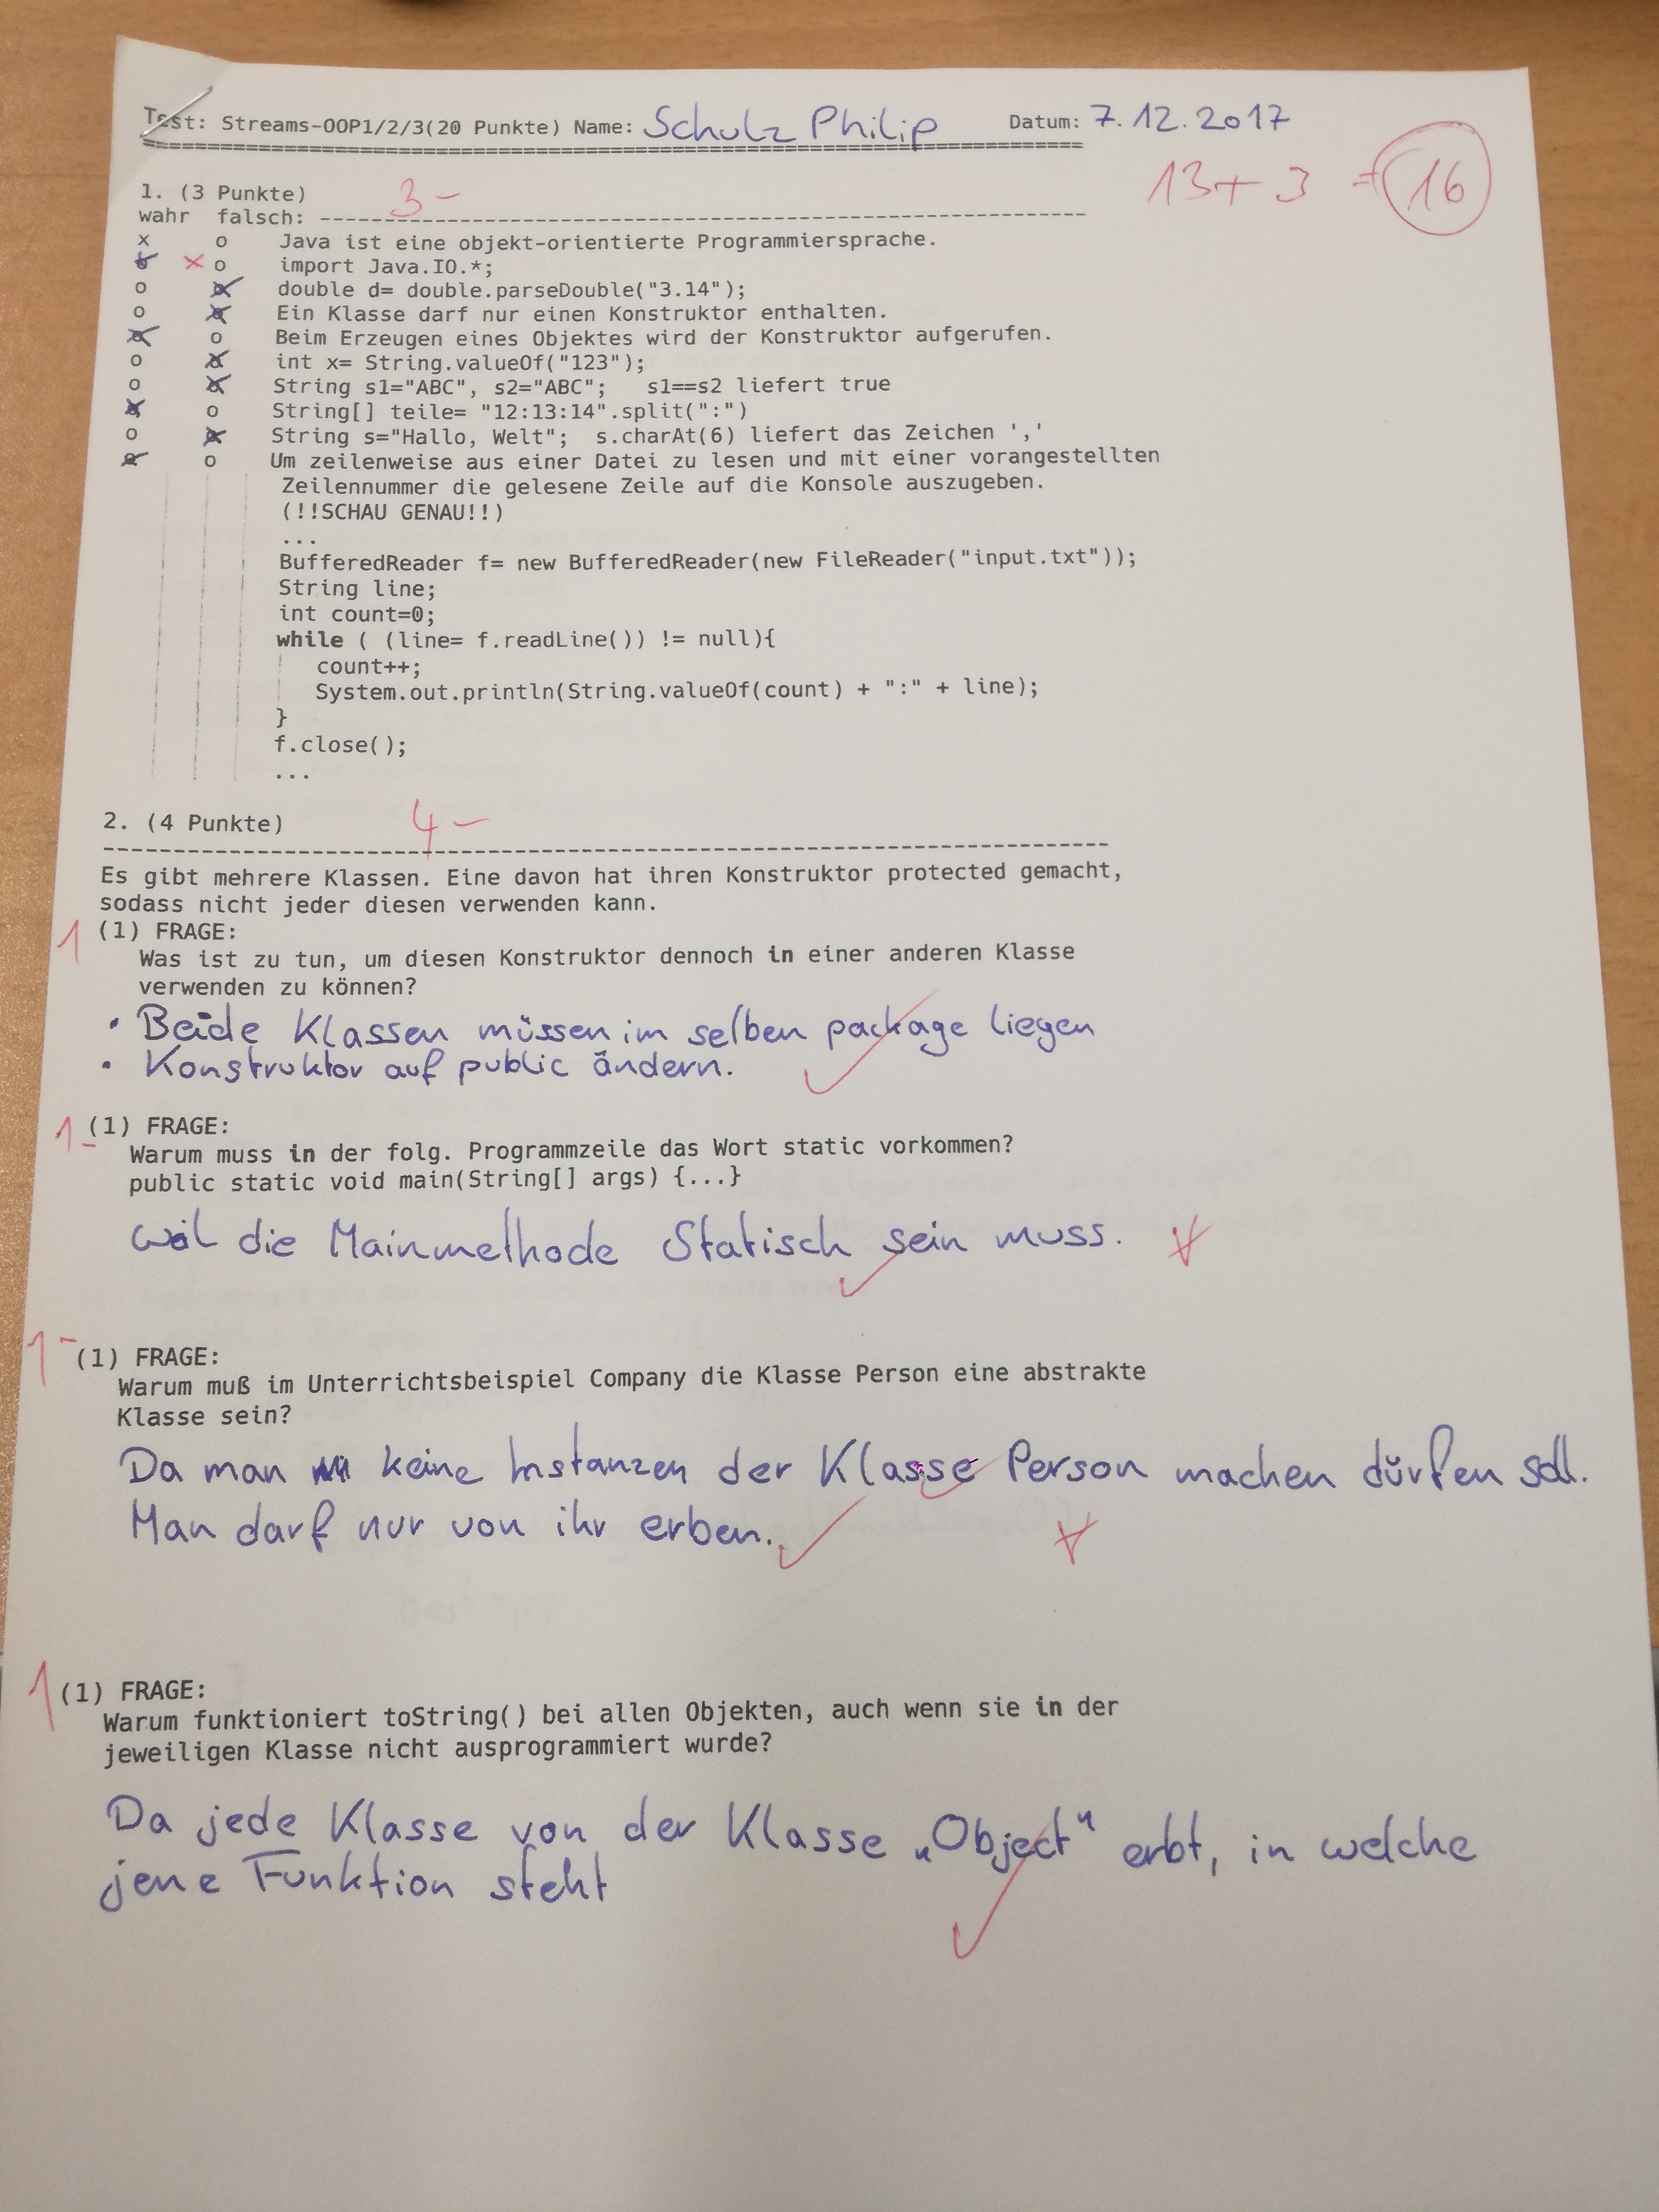 Test: Streams-OOP1/2/3(20 Punkte) Name: Schulz Philip Datum: 7.12.2017
13+3 = 16
1. (3 Punkte) 3-
wahr falsch:
x o Java ist eine objekt-orientierte Programmiersprache.
x o import Java.IO.*;
o x double d= double.parseDouble("3.14");
o x Ein Klasse darf nur einen Konstruktor enthalten.
x o Beim Erzeugen eines Objektes wird der Konstruktor aufgerufen.
o x int x= String.valueOf("123");
o x String s1="ABC", s2="ABC"; s1==s2 liefert true
x o String[] teile= "12:13:14".split(":")
o x String s="Hallo, Welt"; s.charAt(6) liefert das Zeichen ','
x o Um zeilenweise aus einer Datei zu lesen und mit einer vorangestellten
Zeilennummer die gelesene Zeile auf die Konsole auszugeben.
(!!SCHAU GENAU!!)
...
BufferedReader f= new BufferedReader(new FileReader("input.txt"));
String line;
int count=0;
while ( (line= f.readLine()) != null){
count++;
System.out.println(String.valueOf(count) + ":" + line);
}
f.close();
...
2. (4 Punkte) 4-
Es gibt mehrere Klassen. Eine davon hat ihren Konstruktor protected gemacht,
sodass nicht jeder diesen verwenden kann.
1 (1) FRAGE:
Was ist zu tun, um diesen Konstruktor dennoch in einer anderen Klasse
verwenden zu können?
• Beide Klassen müssen im selben package liegen
• Konstruktor auf public ändern.
1- (1) FRAGE:
Warum muss in der folg. Programmzeile das Wort static vorkommen?
public static void main(String[] args) {...}
Weil die Mainmethode Statisch sein muss.
1- (1) FRAGE:
Warum muß im Unterrichtsbeispiel Company die Klasse Person eine abstrakte
Klasse sein?
Da man keine Instanzen der Klasse Person machen dürfen soll.
Man darf nur von ihr erben.
1 (1) FRAGE:
Warum funktioniert toString() bei allen Objekten, auch wenn sie in der
jeweiligen Klasse nicht ausprogrammiert wurde?
Da jede Klasse von der Klasse „Object" erbt, in welche
jene Funktion steht